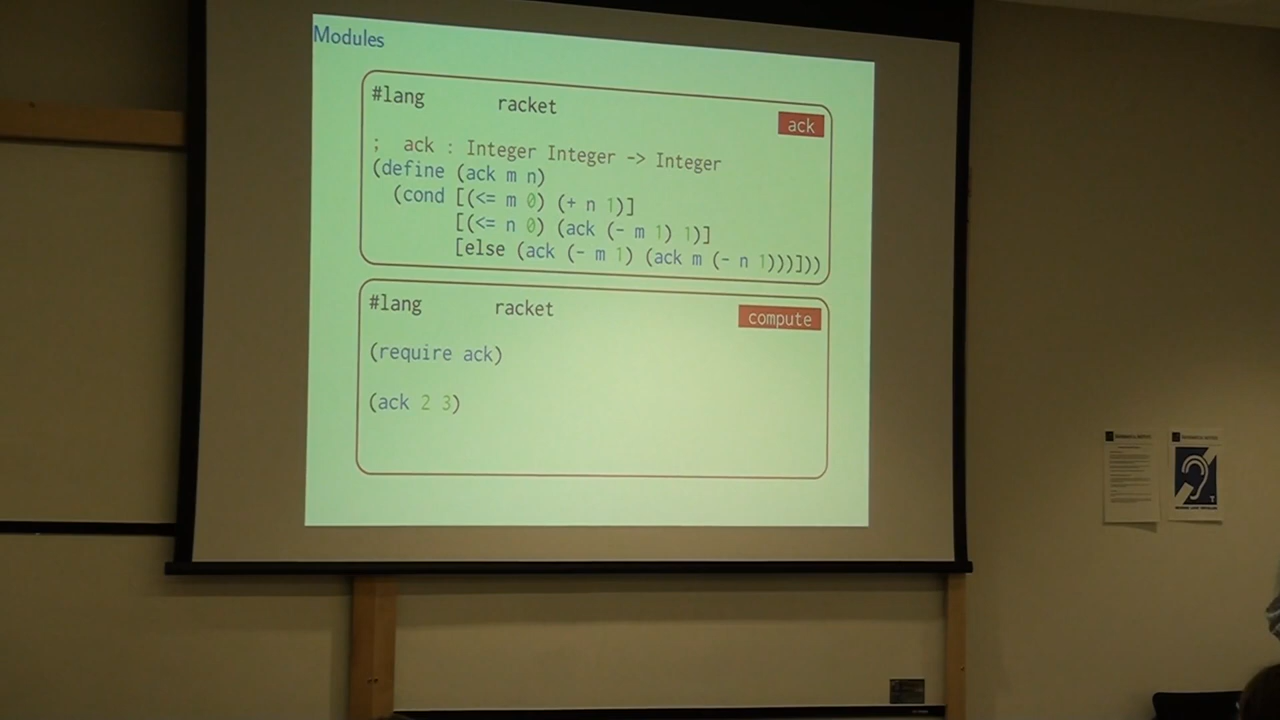 Modules
#lang racket
ack
; ack : Integer Integer -> Integer
(define (ack m n)
(cond [(<= m 0) (+ n 1)]
[(<= n 0) (ack (- m 1) 1)]
[else (ack (- m 1) (ack m (- n 1)))]))
#lang racket
compute
(require ack)
(ack 2 3)